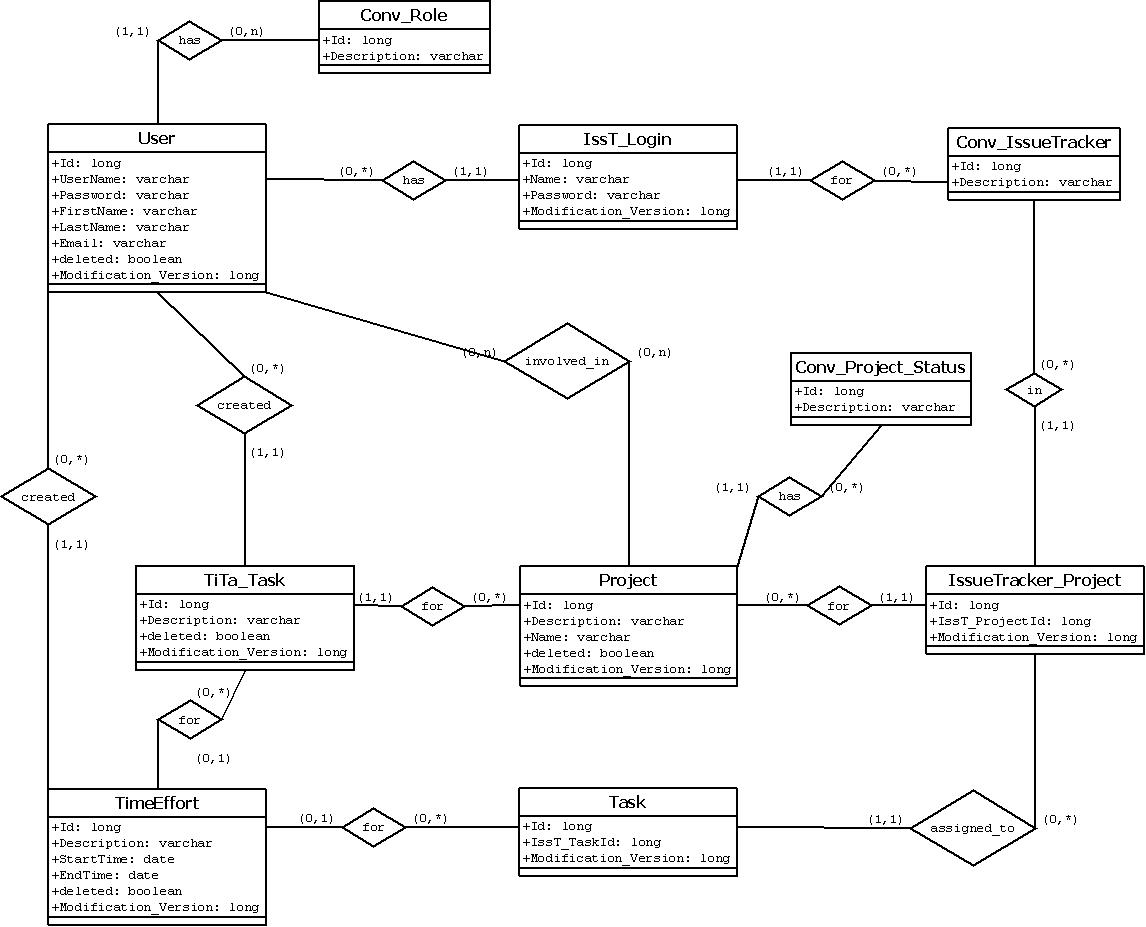 Conv_Role
+Id: long
+Description: varchar
(1,1)
has
(0,n)
User
+Id: long
+UserName: varchar
+Password: varchar
+FirstName: varchar
+LastName: varchar
+Email: varchar
+deleted: boolean
+Modification_Version: long
(0,*)
has
(1,1)
IssT_Login
+Id: long
+Name: varchar
+Password: varchar
+Modification_Version: long
(1,1)
for
(0,*)
Conv_IssueTracker
+Id: long
+Description: varchar
(0,n)
involved_in
(0,n)
(0,*)
created
(1,1)
Conv_Project_Status
+Id: long
+Description: varchar
(0,*)
in
(1,1)
(0,*)
created
(1,1)
(1,1)
has
(0,*)
TiTa_Task
+Id: long
+Description: varchar
+deleted: boolean
+Modification_Version: long
(1,1)
for
(0,*)
Project
+Id: long
+Description: varchar
+Name: varchar
+deleted: boolean
+Modification_Version: long
(0,*)
for
(1,1)
IssueTracker_Project
+Id: long
+IssT_ProjectId: long
+Modification_Version: long
(0,*)
for
(0,1)
TimeEffort
+Id: long
+Description: varchar
+StartTime: date
+EndTime: date
+deleted: boolean
+Modification_Version: long
(0,1)
for
(0,*)
Task
+Id: long
+IssT_TaskId: long
+Modification_Version: long
(1,1)
assigned_to
(0,*)